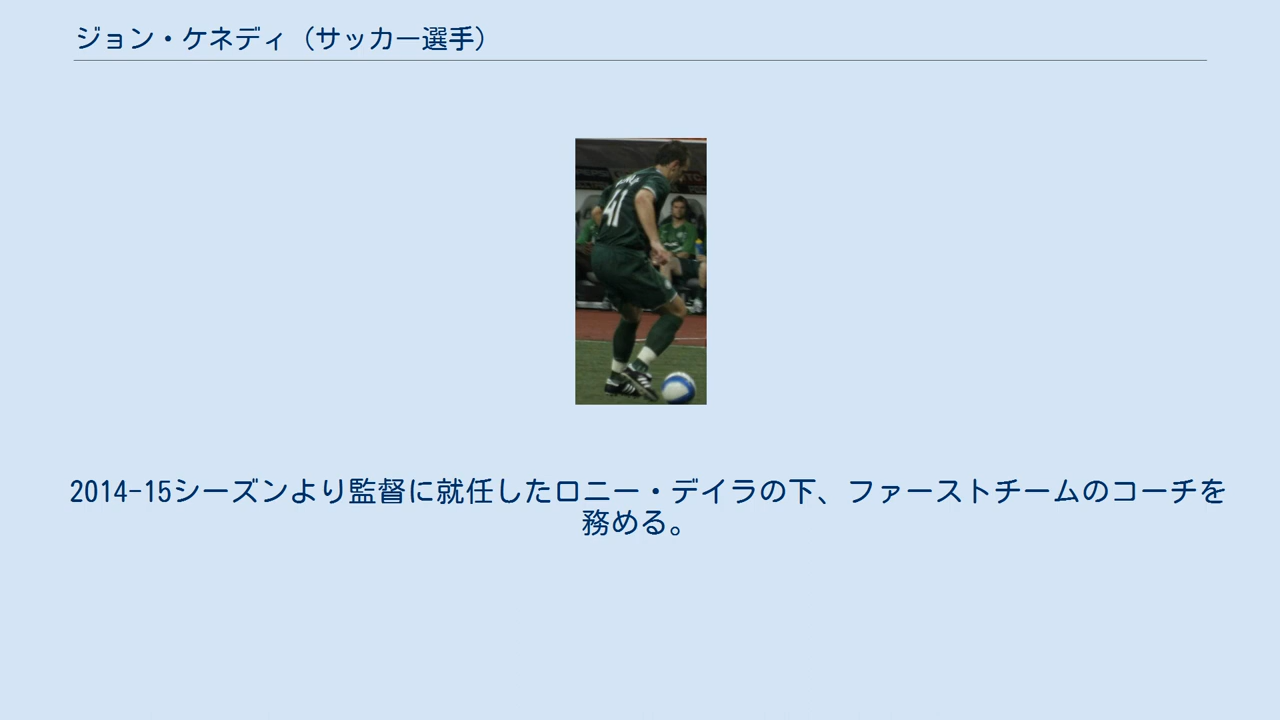 ジョン・ケネディ（サッカー選手）
41
2014-15シーズンより監督に就任したロニー・デイラの下、ファーストチームのコーチを
務める。